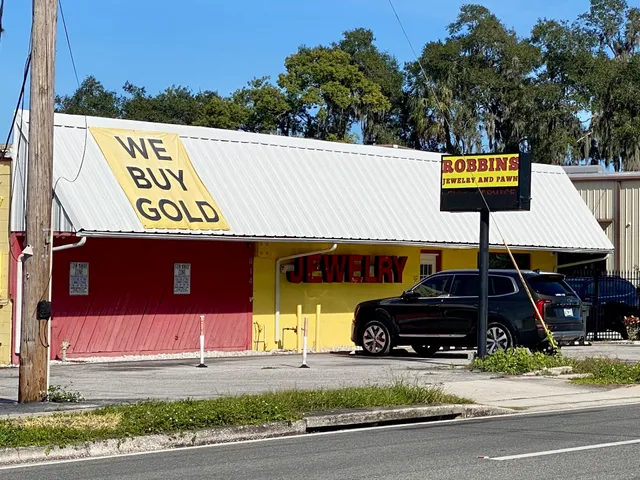 WE
BUY
GOLD
ROBBINS
JEWELRY AND PAWN
JEWELRY